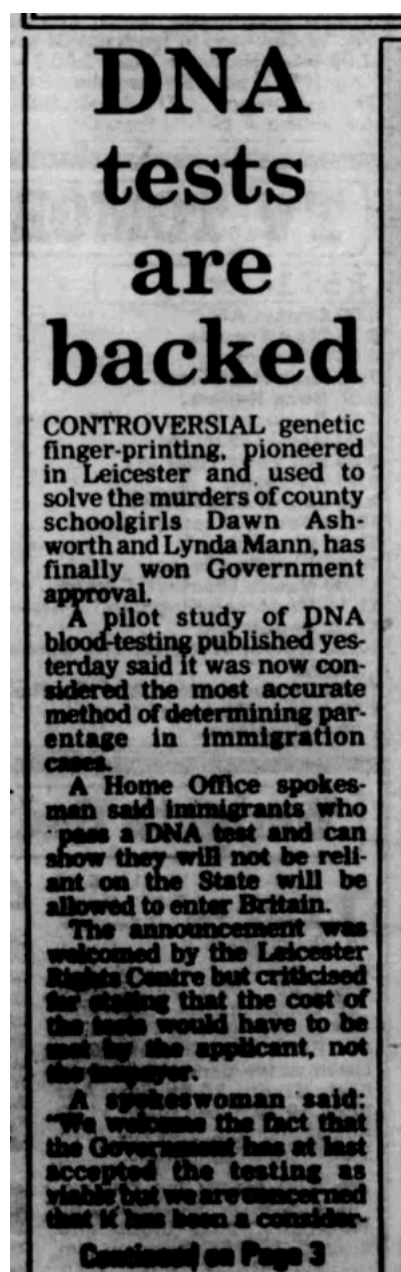 DNA
tests
are
backed
CONTROVERSIAL genetic
finger-printing, pioneered
in Leicester and used to
solve the murders of county
schoolgirls Dawn Ash-
worth and Lynda Mann, has
finally won Government
approval.
A pilot study of DNA
blood-testing published yes-
terday said it was now con-
sidered the most accurate
method of determining par-
entage in immigration
cases.
A Home Office spokes-
man said immigrants who
pass a DNA test and can
show they will not be reli-
ant on the State will be
allowed to enter Britain.
The announcement was
welcomed by the Leicester
Rights Centre but criticised
for stating that the cost of
the tests would have to be
met by the applicant, not
the taxpayer.
A spokeswoman said:
"We welcome the fact that
the Government has at last
accepted the testing as
viable but we are concerned
that it has been a consider-
Continued on Page 3